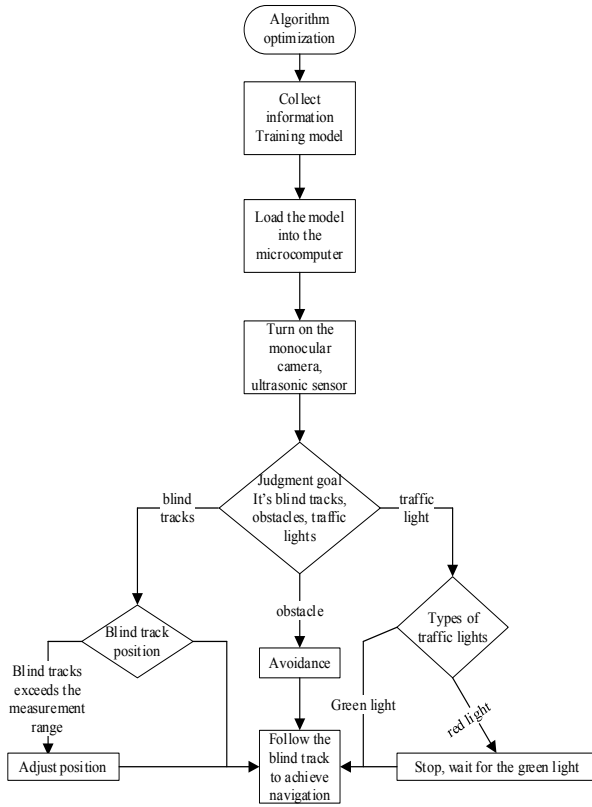 Algorithm
optimization
Collect
information
Training model
Load the model
into the
microcomputer
Turn on the
monocular
camera,
ultrasonic sensor
Judgment goal
It's blind tracks,
obstacles, traffic
lights
blind
tracks
traffic
light
obstacle
Blind track
position
Types of
traffic lights
Blind tracks
exceeds the
measurement
range
Avoidance
Green light
red light
Adjust position
Follow the
blind track
to achieve
navigation
Stop, wait for the green light